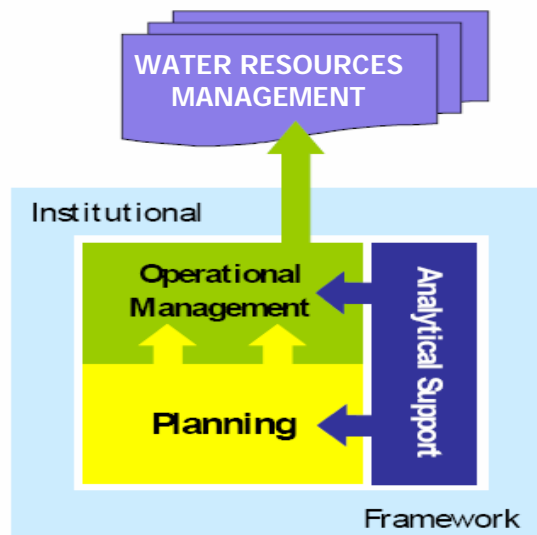 WATER RESOURCES
MANAGEMENT
Institutional
Operational
Management
Analytical Support
Planning
Framework